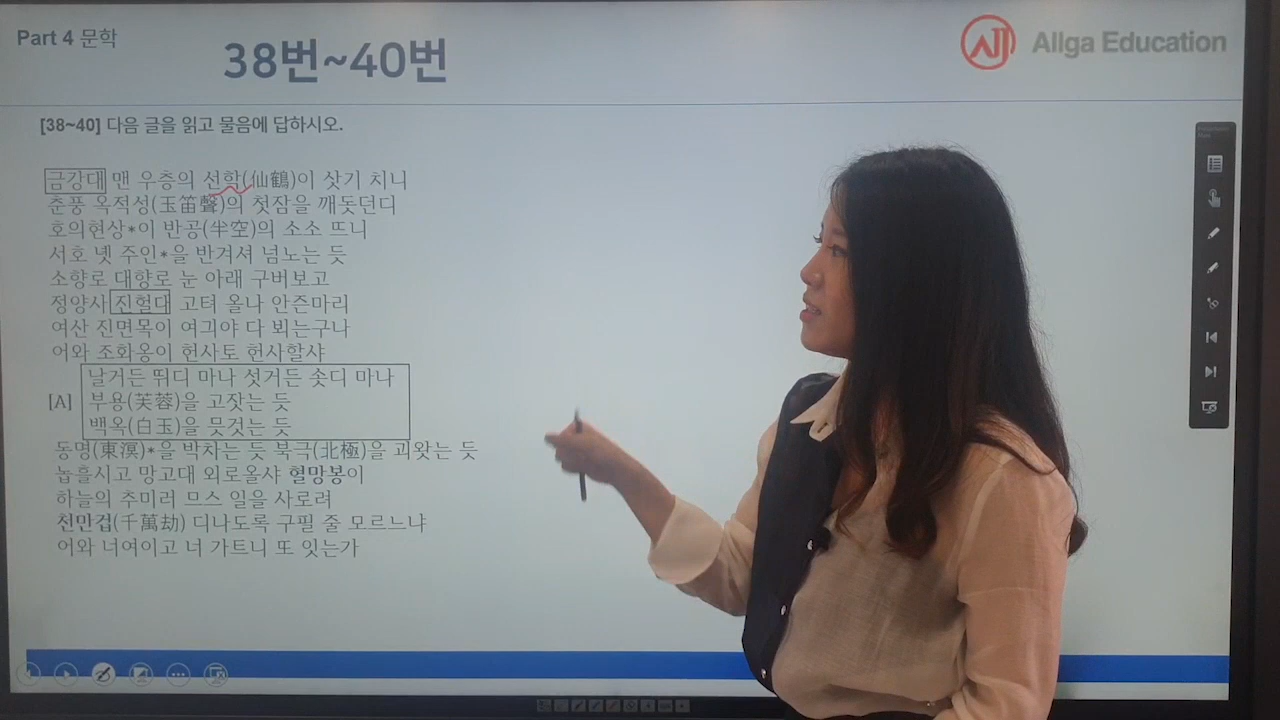 Part 4 문학
38번~40번
Allga Education
[38~40] 다음 글을 읽고 물음에 답하시오.
금강대 맨 우층의 선학(仙鶴)이 삿기 치니
춘풍 옥적성(玉笛聲)의 첫잠을 깨돗던디
호의현상*이 반공(半空)의 소소 뜨니
서호 녯 주인*을 반겨셔 넘노는 듯
소향로 대향로 눈 아래 구버보고
정양사 진헐대 고텨 올나 안즌마리
여산 진면목이 여긔야 다 뵈는구나
어와 조화옹이 헌사토 헌사할샤
날거든 뛰디 마나 섯거든 솟디 마나
[A] 부용(芙蓉)을 고잣는 듯
백옥(白玉)을 믓것는 듯
동명(東溟)*을 박차는 듯 북극(北極)을 괴왓는 듯
놉흘시고 망고대 외로올샤 혈망봉이
하늘의 추미러 므스 일을 사로려
천만겁(千萬劫) 디나도록 구필 줄 모르느냐
어와 너여이고 너 가트니 또 잇는가